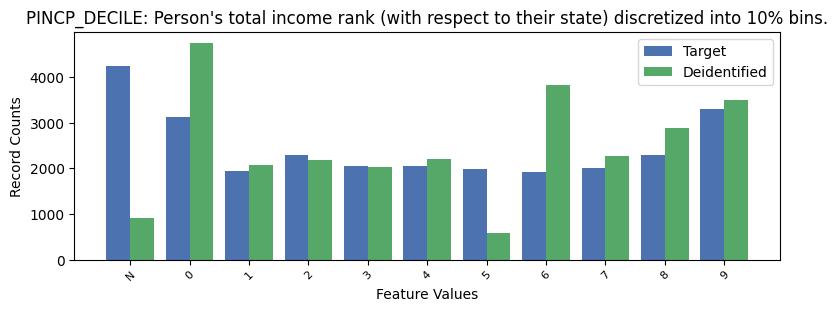 PINCP_DECILE: Person's total income rank (with respect to their state) discretized into 10% bins.
Target
Deidentified
Record Counts
4000
3000
2000
1000
0
N 0 1 2 3 4 5 6 7 8 9
Feature Values